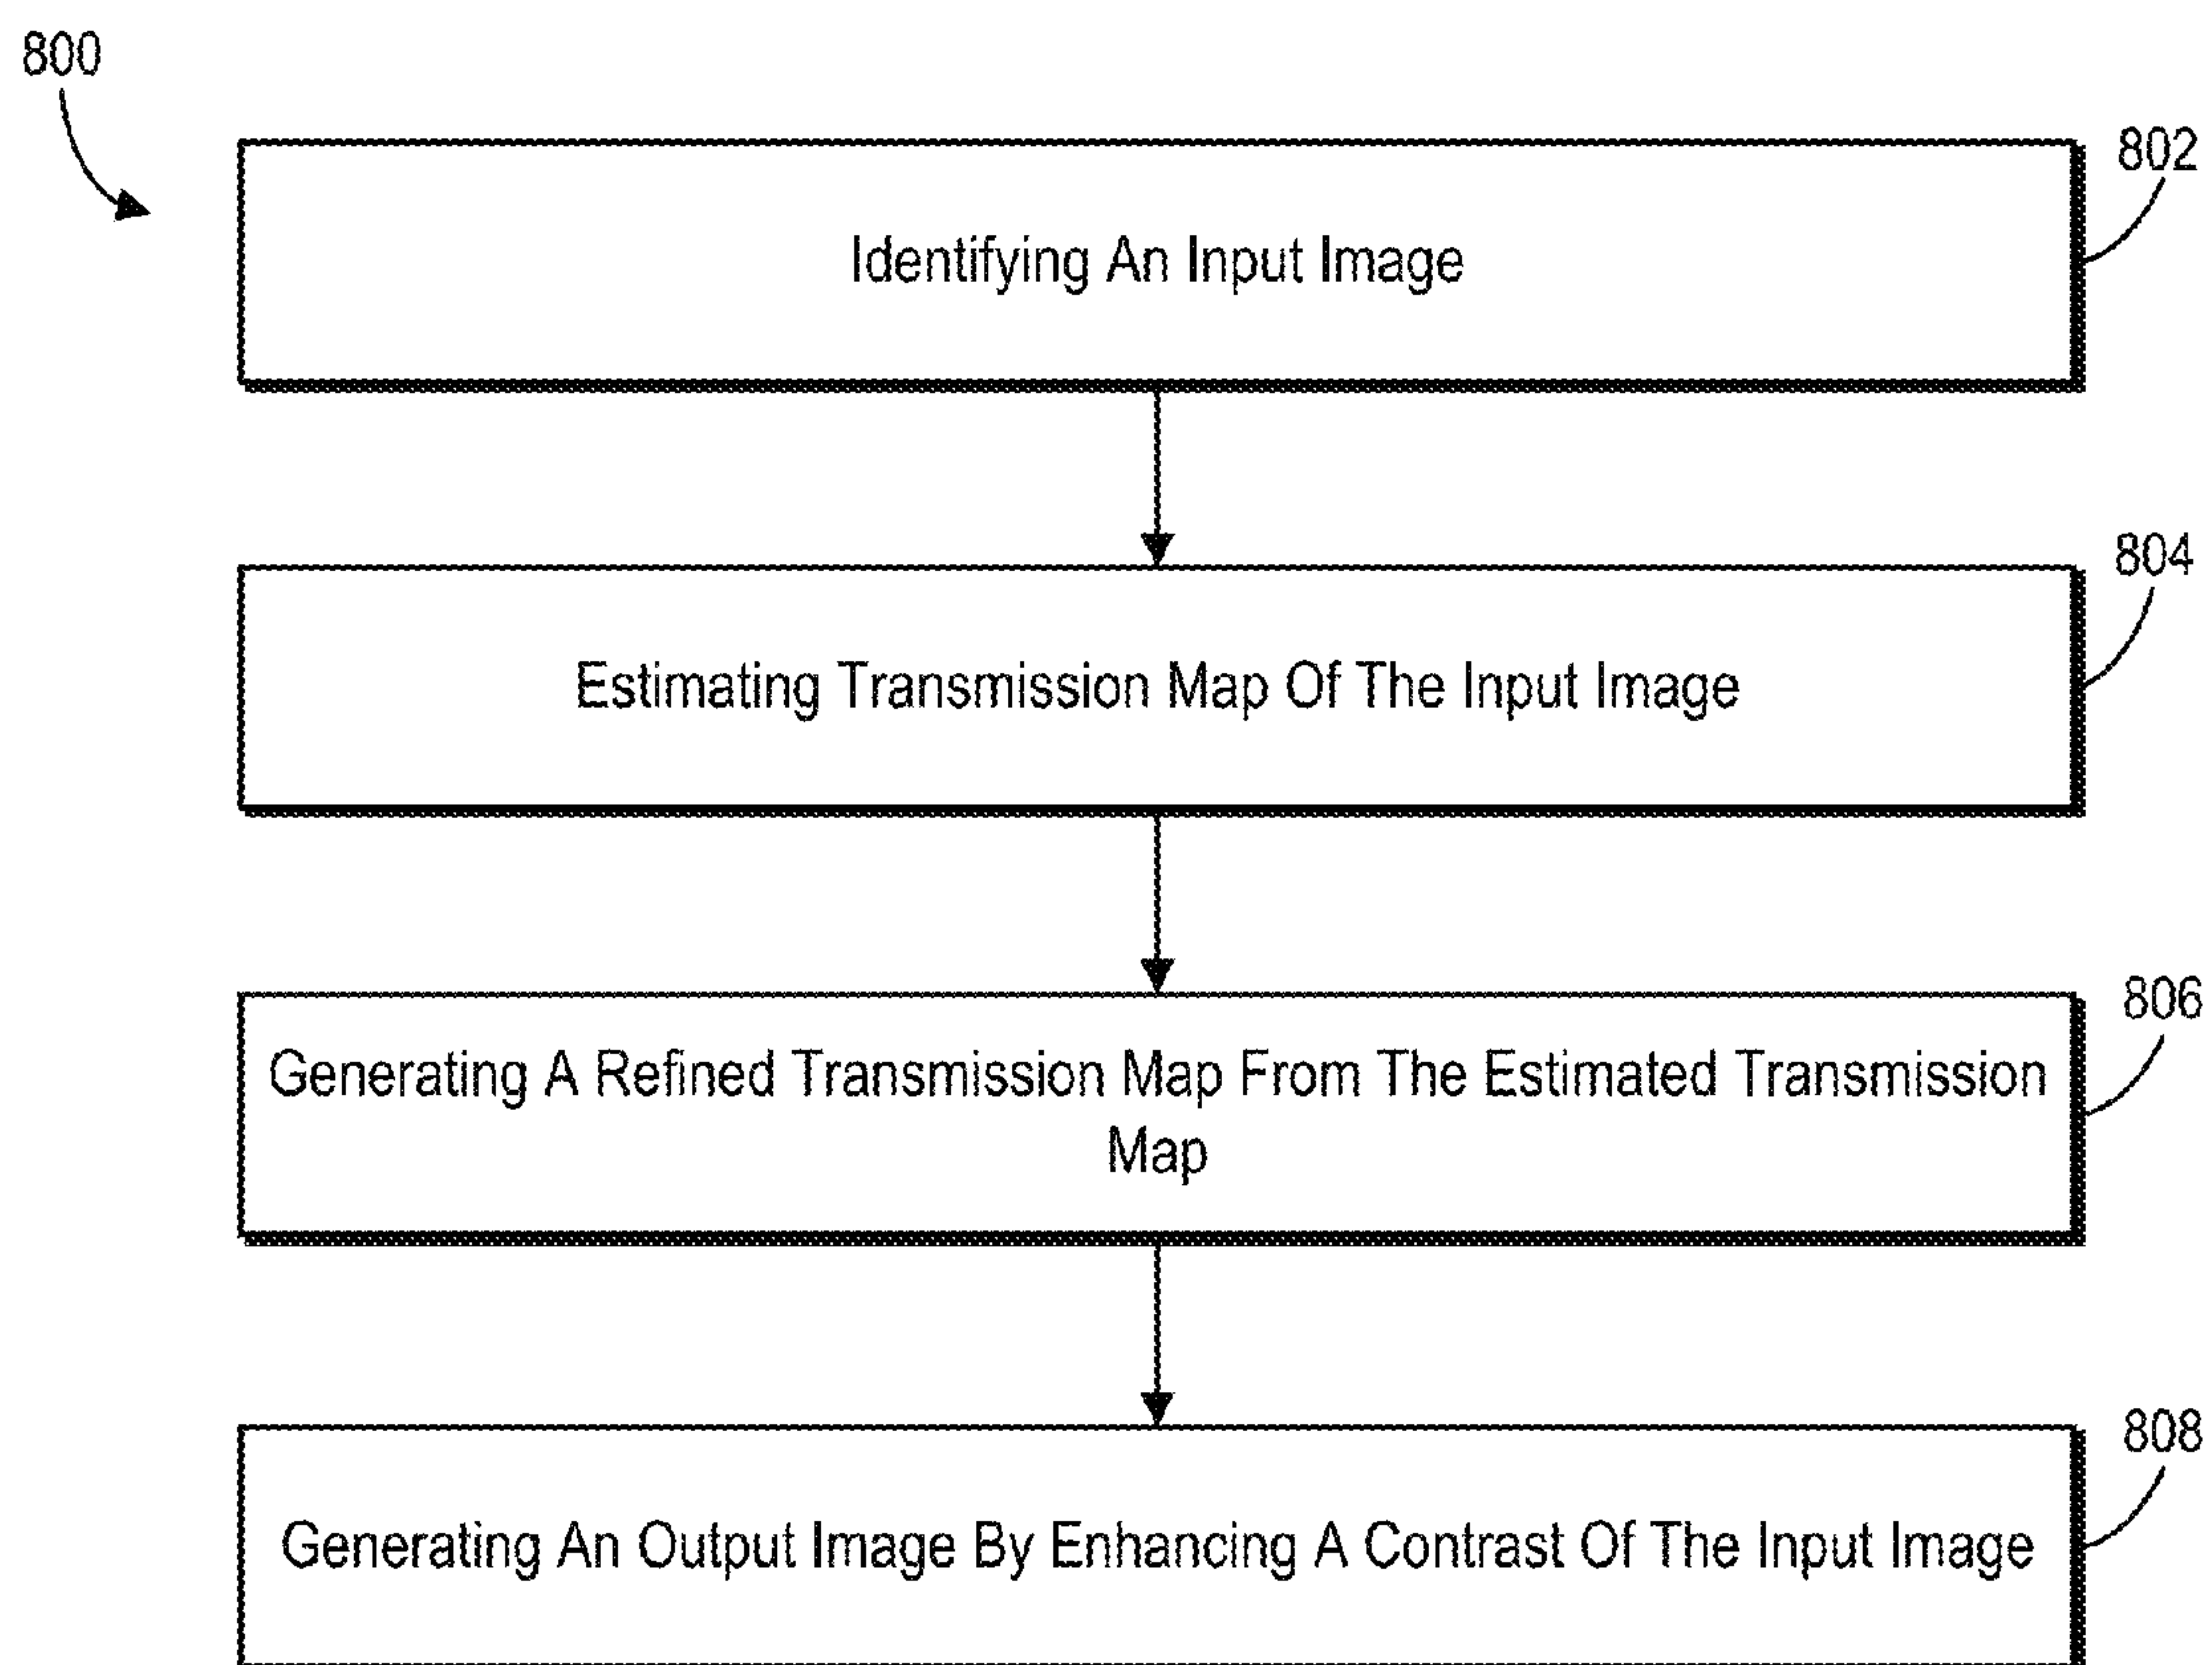 800
802
Identifying An Input Image
804
Estimating Transmission Map Of The Input Image
806
Generating A Refined Transmission Map From The Estimated Transmission
Map
808
Generating An Output Image By Enhancing A Contrast Of The Input Image